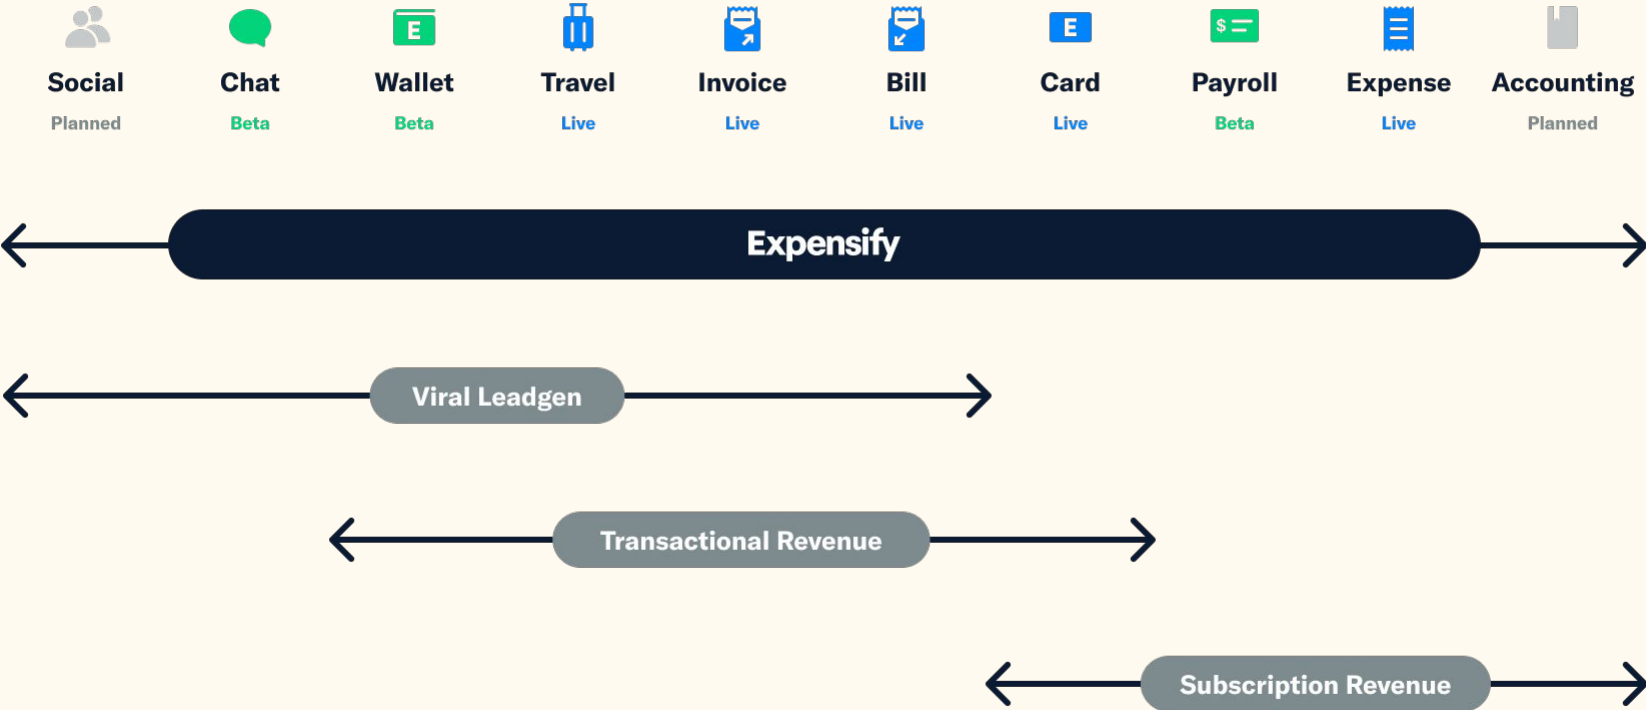 E
E
$
Social Chat Wallet Travel Invoice Bill Card Payroll Expense Accounting
Planned Beta Beta Live Live Live Live Beta Live Planned
Expensify
Viral Leadgen
Transactional Revenue
Subscription Revenue